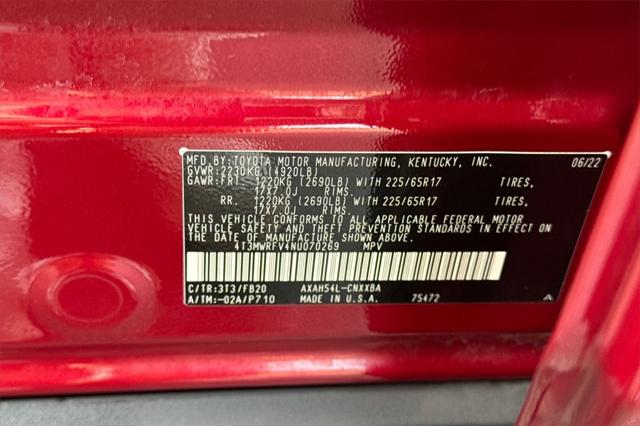 MFD.BY:TOYOTA MOTOR MANUFACTURING, KENTUCKY, INC. 06/22
GVWR:2230KG (4920LB)
GAWR:FRT. 1220KG (2690LB) WITH 225/65R17 TIRES,
17X7.0J RIMS.
RR. 1220KG (2690LB) WITH 225/65R17 TIRES,
17X7.0J RIMS.
THIS VEHICLE CONFORMS TO ALL APPLICABLE FEDERAL MOTOR
VEHICLE SAFETY AND THEFT PREVENTION STANDARDS IN EFFECT ON
THE DATE OF MANUFACTURE SHOWN ABOVE.
4T3MWRFV4NU070269 MPV
C/TR:3T3/FB20 AXAH54L-CNXXBA
A/TM:-02A/P710 MADE IN U.S.A. 75472 A